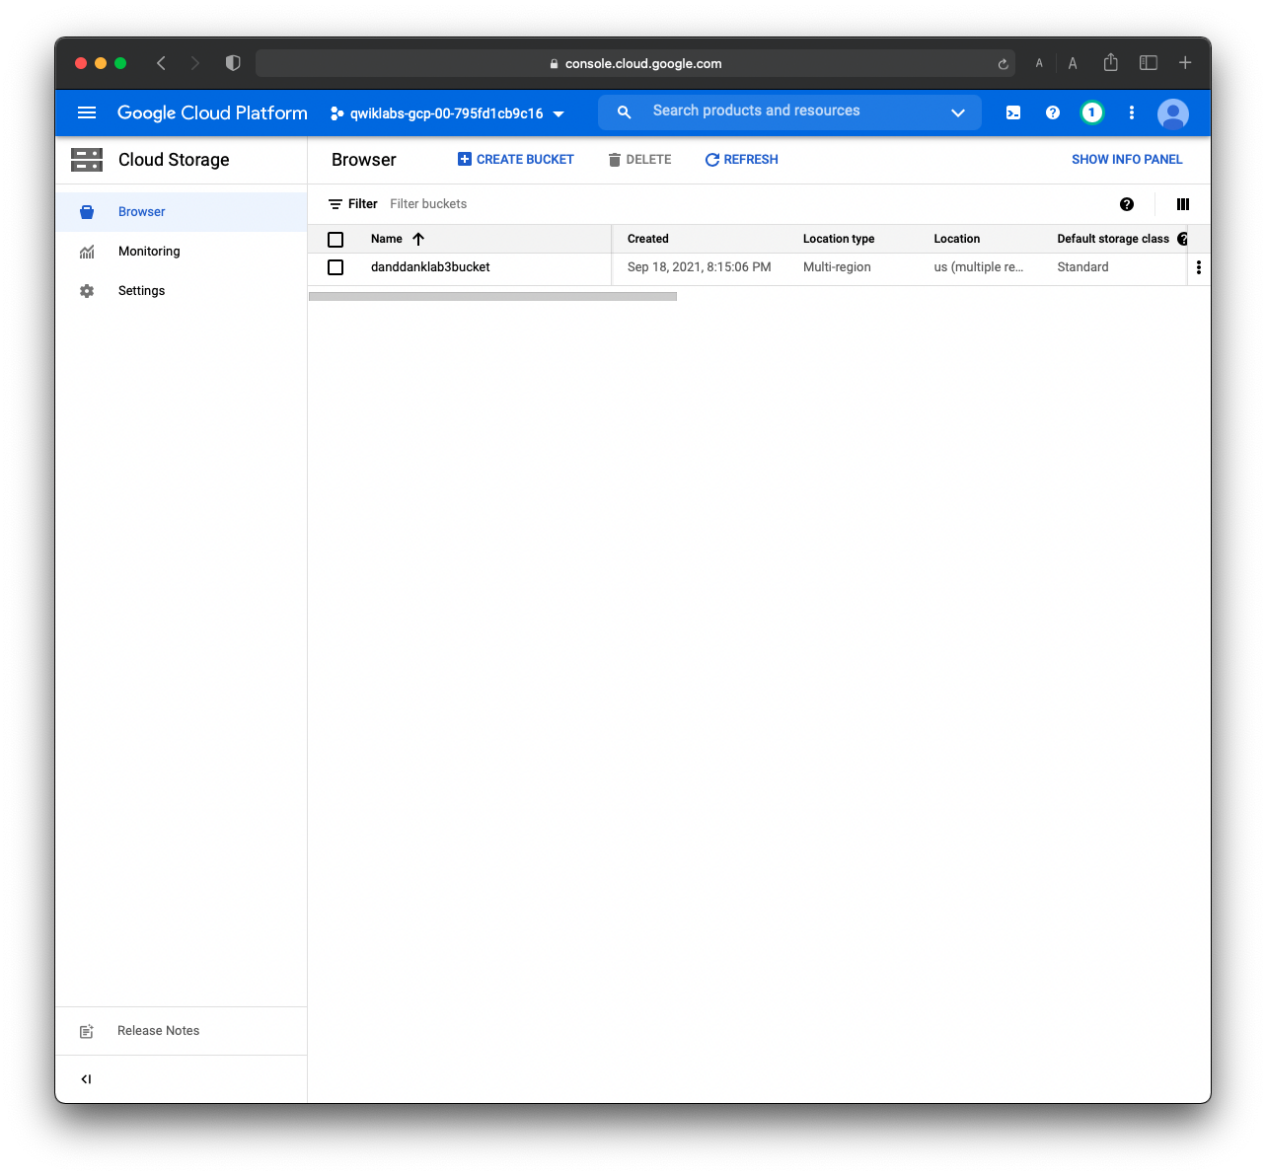 console.cloud.google.com
A A
Google Cloud Platform qwiklabs-gcp-00-795fd1cb9c16 Search products and resources 1
Cloud Storage Browser CREATE BUCKET DELETE REFRESH SHOW INFO PANEL
Browser
Monitoring
Settings
Filter Filter buckets
Name Created Location type Location Default storage class
danddanklab3bucket Sep 18, 2021, 8:15:06 PM Multi-region us (multiple re... Standard
Release Notes